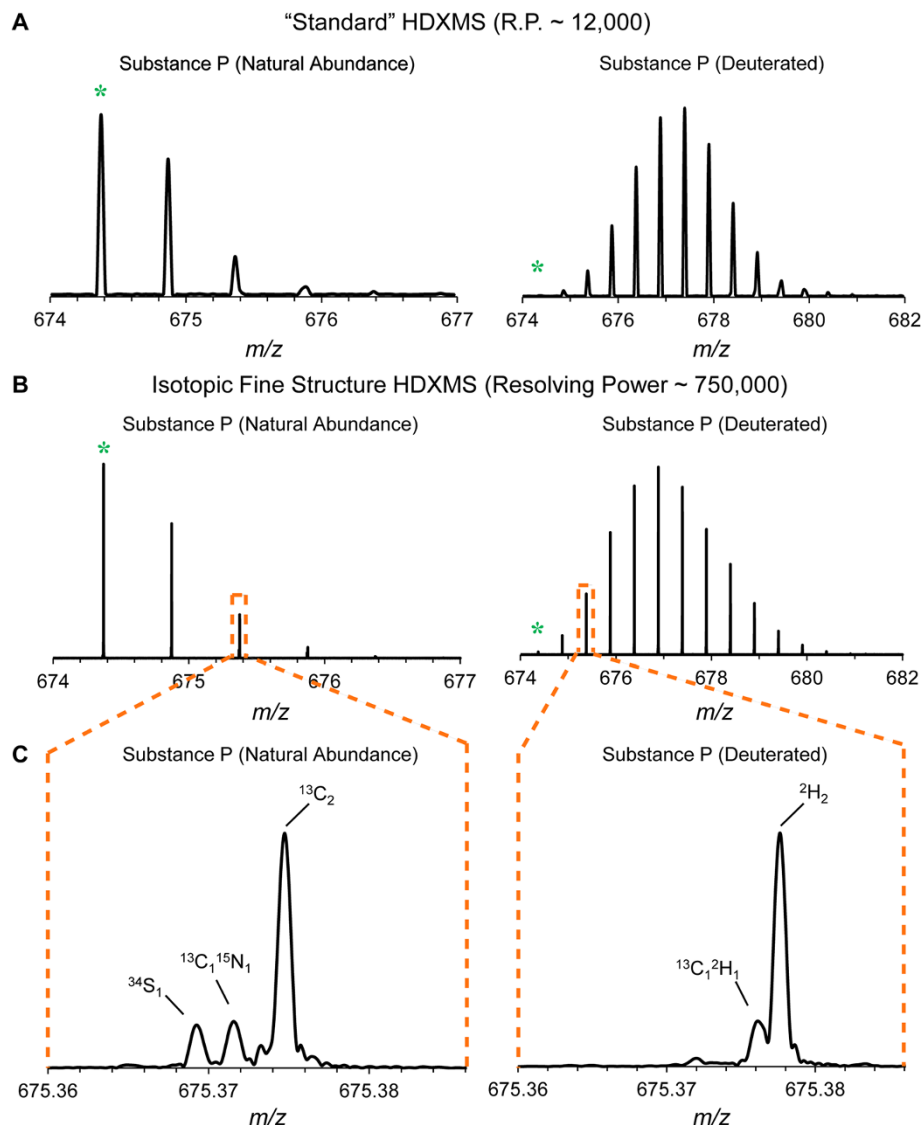 A “Standard” HDXMS (R.P. ~ 12,000)
Substance P (Natural Abundance) Substance P (Deuterated)
* *
674 675 676 677 674 676 678 680 682
m/z m/z
B Isotopic Fine Structure HDXMS (Resolving Power ~ 750,000)
Substance P (Natural Abundance) Substance P (Deuterated)
* *
674 675 676 677 674 676 678 680 682
m/z m/z
C Substance P (Natural Abundance) Substance P (Deuterated)
¹³C₂ ²H₂
¹³C₁¹⁵N₁ ¹³C₁²H₁
³⁴S₁
675.36 675.37 675.38 675.36 675.37 675.38
m/z m/z